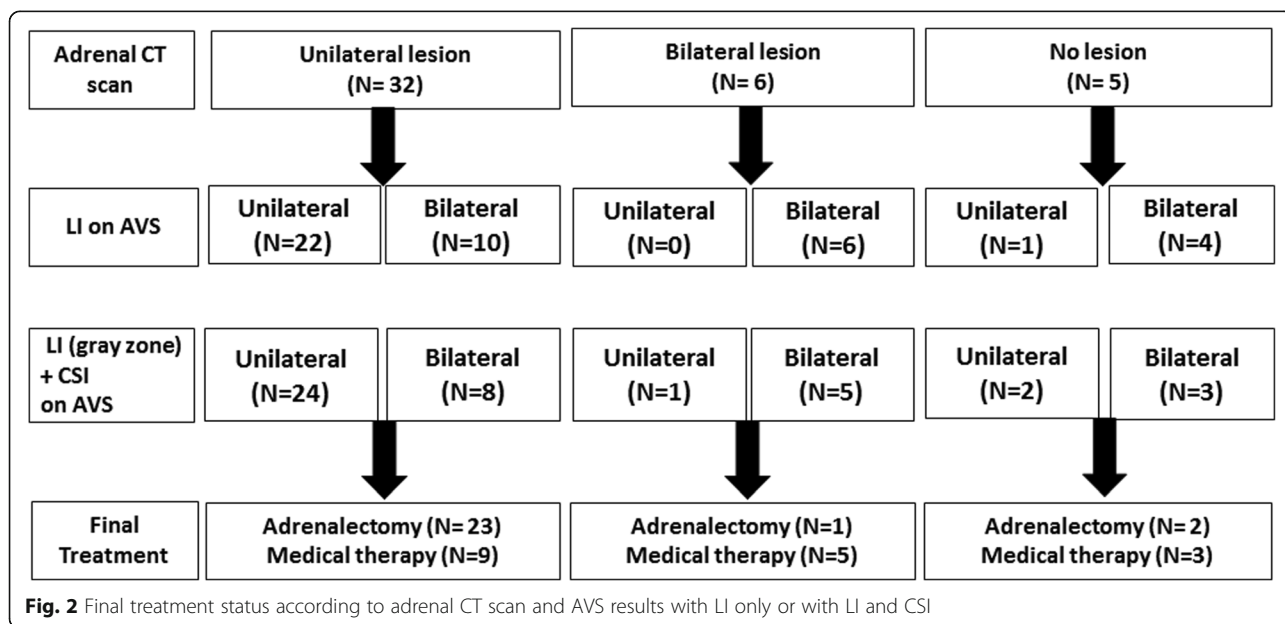 Adrenal CT
scan
Unilateral lesion
(N= 32)
Bilateral lesion
(N= 6)
No lesion
(N= 5)
LI on AVS
Unilateral
(N=22)
Bilateral
(N=10)
Unilateral
(N=0)
Bilateral
(N=6)
Unilateral
(N=1)
Bilateral
(N=4)
LI (gray zone)
+ CSI
on AVS
Unilateral
(N=24)
Bilateral
(N=8)
Unilateral
(N=1)
Bilateral
(N=5)
Unilateral
(N=2)
Bilateral
(N=3)
Final
Treatment
Adrenalectomy (N= 23)
Medical therapy (N=9)
Adrenalectomy (N=1)
Medical therapy (N=5)
Adrenalectomy (N= 2)
Medical therapy (N=3)
Fig. 2 Final treatment status according to adrenal CT scan and AVS results with LI only or with LI and CSI